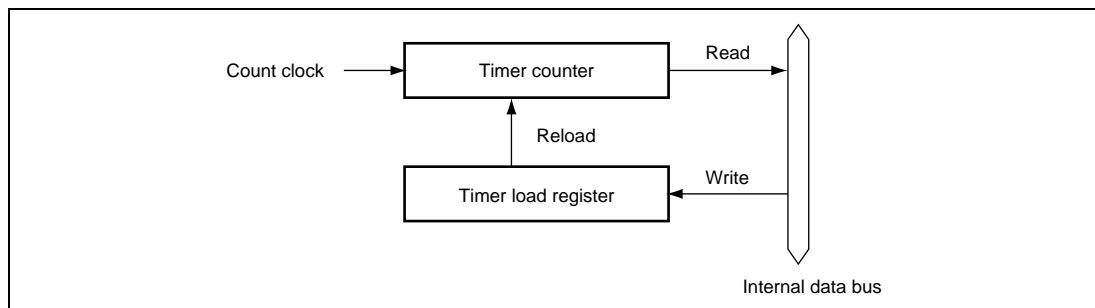 Count clock
Timer counter
Read
Reload
Timer load register
Write
Internal data bus